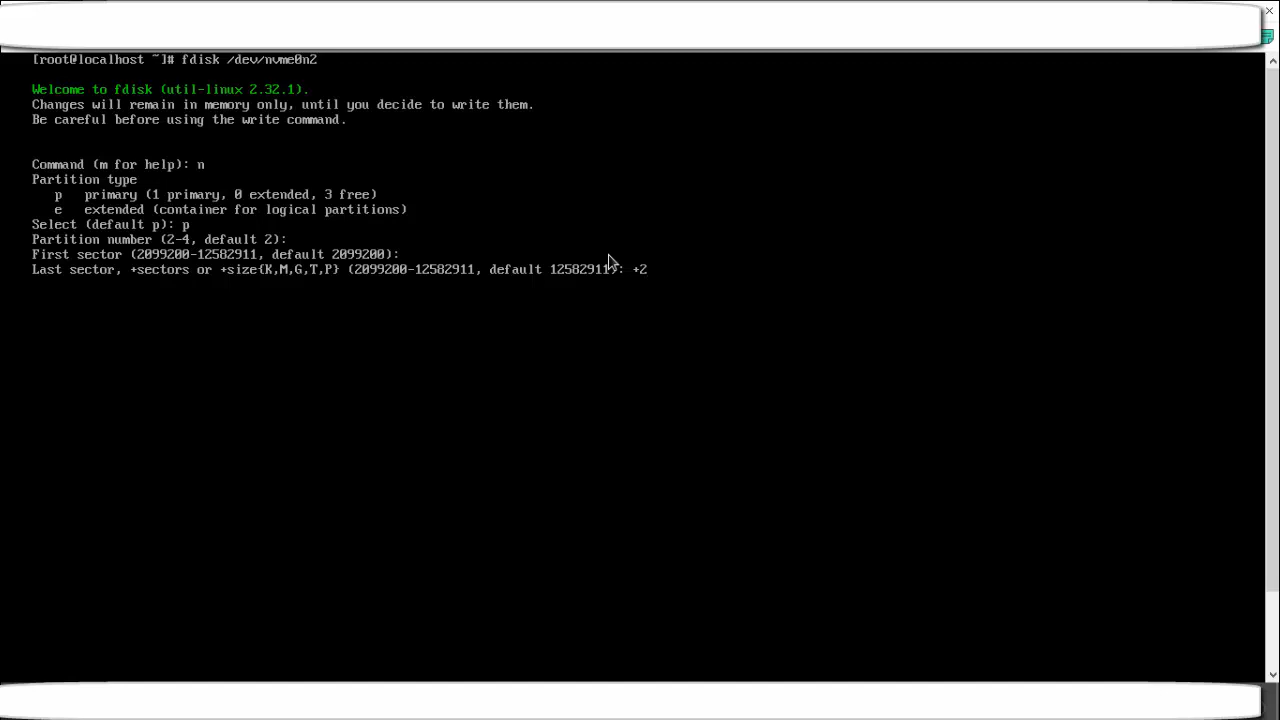 [root@localhost ~]# fdisk /dev/nvme0n2
Welcome to fdisk (util-linux 2.32.1).
Changes will remain in memory only, until you decide to write them.
Be careful before using the write command.
Command (m for help): n
Partition type
   p   primary (1 primary, 0 extended, 3 free)
   e   extended (container for logical partitions)
Select (default p): p
Partition number (2-4, default 2):
First sector (2099200-12582911, default 2099200):
Last sector, +sectors or +size{K,M,G,T,P} (2099200-12582911, default 12582911): +2